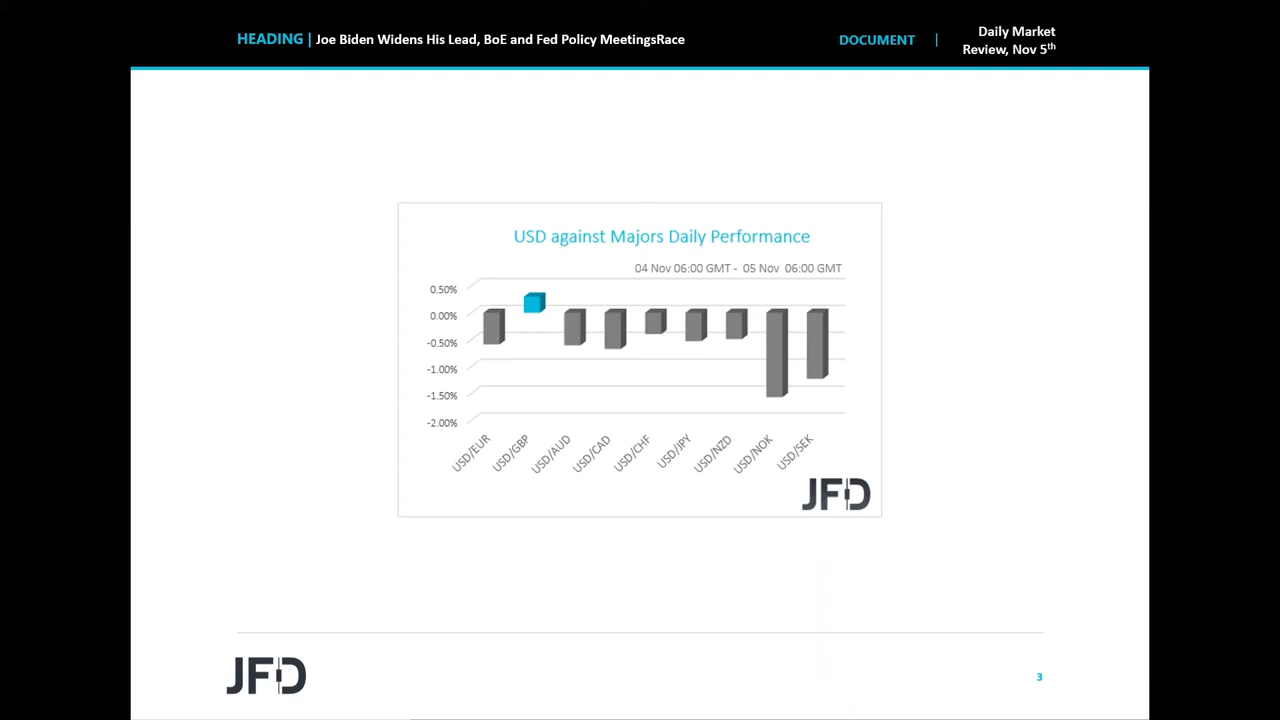 HEADING | Joe Biden Widens His Lead, BoE and Fed Policy MeetingsRace
DOCUMENT |
Daily Market
Review, Nov 5th
USD against Majors Daily Performance
04 Nov 06:00 GMT - 05 Nov 06:00 GMT
0.50%
0.00%
-0.50%
-1.00%
-1.50%
-2.00%
USD/EUR
USD/GBP
USD/AUD
USD/CAD
USD/CHF
USD/JPY
USD/NZD
USD/NOK
USD/SEK
JFD
JFD
3